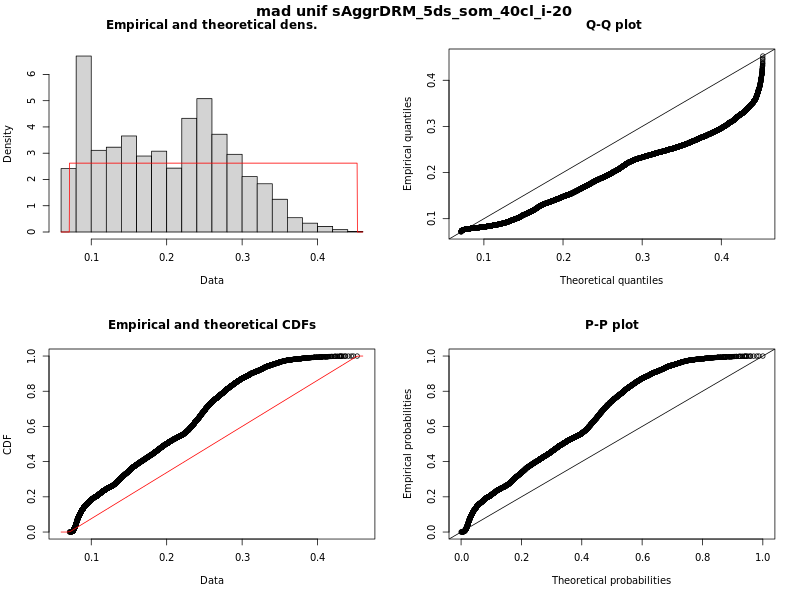 mad unif sAggrDRM_5ds_som_40cl_i-20
Empirical and theoretical dens.
Density
0 1 2 3 4 5 6
0.1 0.2 0.3 0.4
Data
Q-Q plot
Empirical quantiles
0.1 0.2 0.3 0.4
0.1 0.2 0.3 0.4
Theoretical quantiles
Empirical and theoretical CDFs
CDF
0.0 0.2 0.4 0.6 0.8 1.0
0.1 0.2 0.3 0.4
Data
P-P plot
Empirical probabilities
0.0 0.2 0.4 0.6 0.8 1.0
0.0 0.2 0.4 0.6 0.8 1.0
Theoretical probabilities